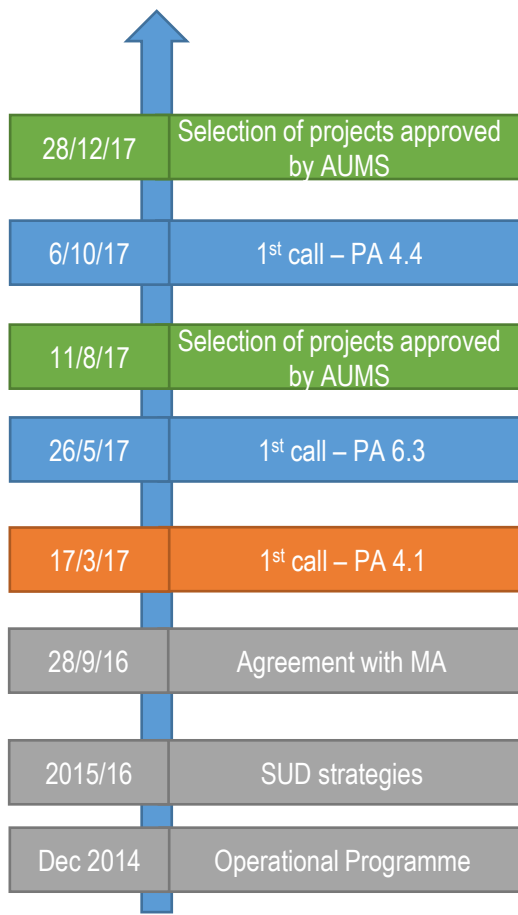 28/12/17
Selection of projects approved
by AUMS
6/10/17
1st call – PA 4.4
11/8/17
Selection of projects approved
by AUMS
26/5/17
1st call – PA 6.3
17/3/17
1st call – PA 4.1
28/9/16
Agreement with MA
2015/16
SUD strategies
Dec 2014
Operational Programme